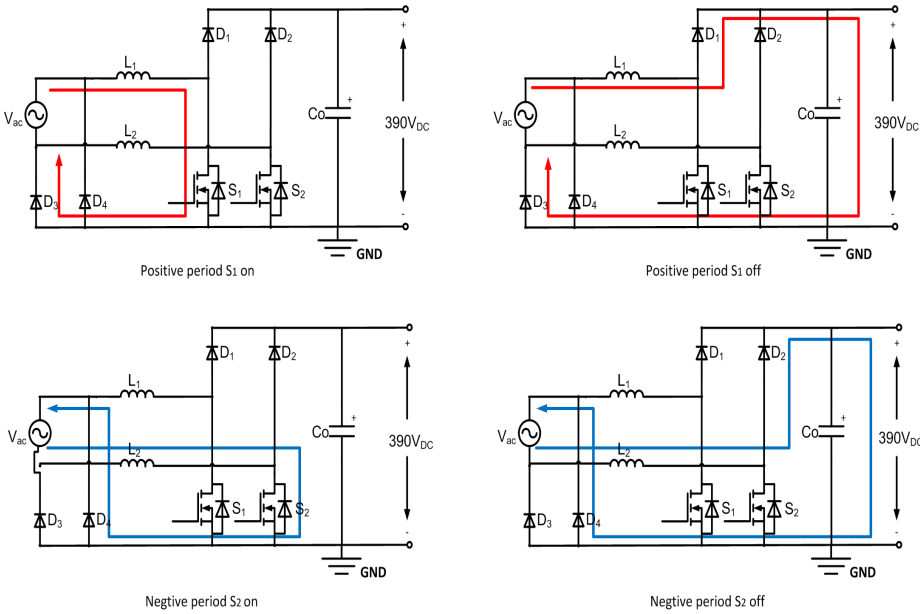 D1
D2
L1
Vac
L2
Co
+
+
390VDC
-
D3
D4
S1
S2
GND
Positive period S1 on
D1
D2
L1
Vac
L2
Co
+
+
390VDC
-
D3
D4
S1
S2
GND
Positive period S1 off
D1
D2
L1
Vac
L2
Co
+
+
390VDC
-
D3
D4
S1
S2
GND
Negtive period S2 on
D1
D2
L1
Vac
L2
Co
+
+
390VDC
-
D3
D4
S1
S2
GND
Negtive period S2 off